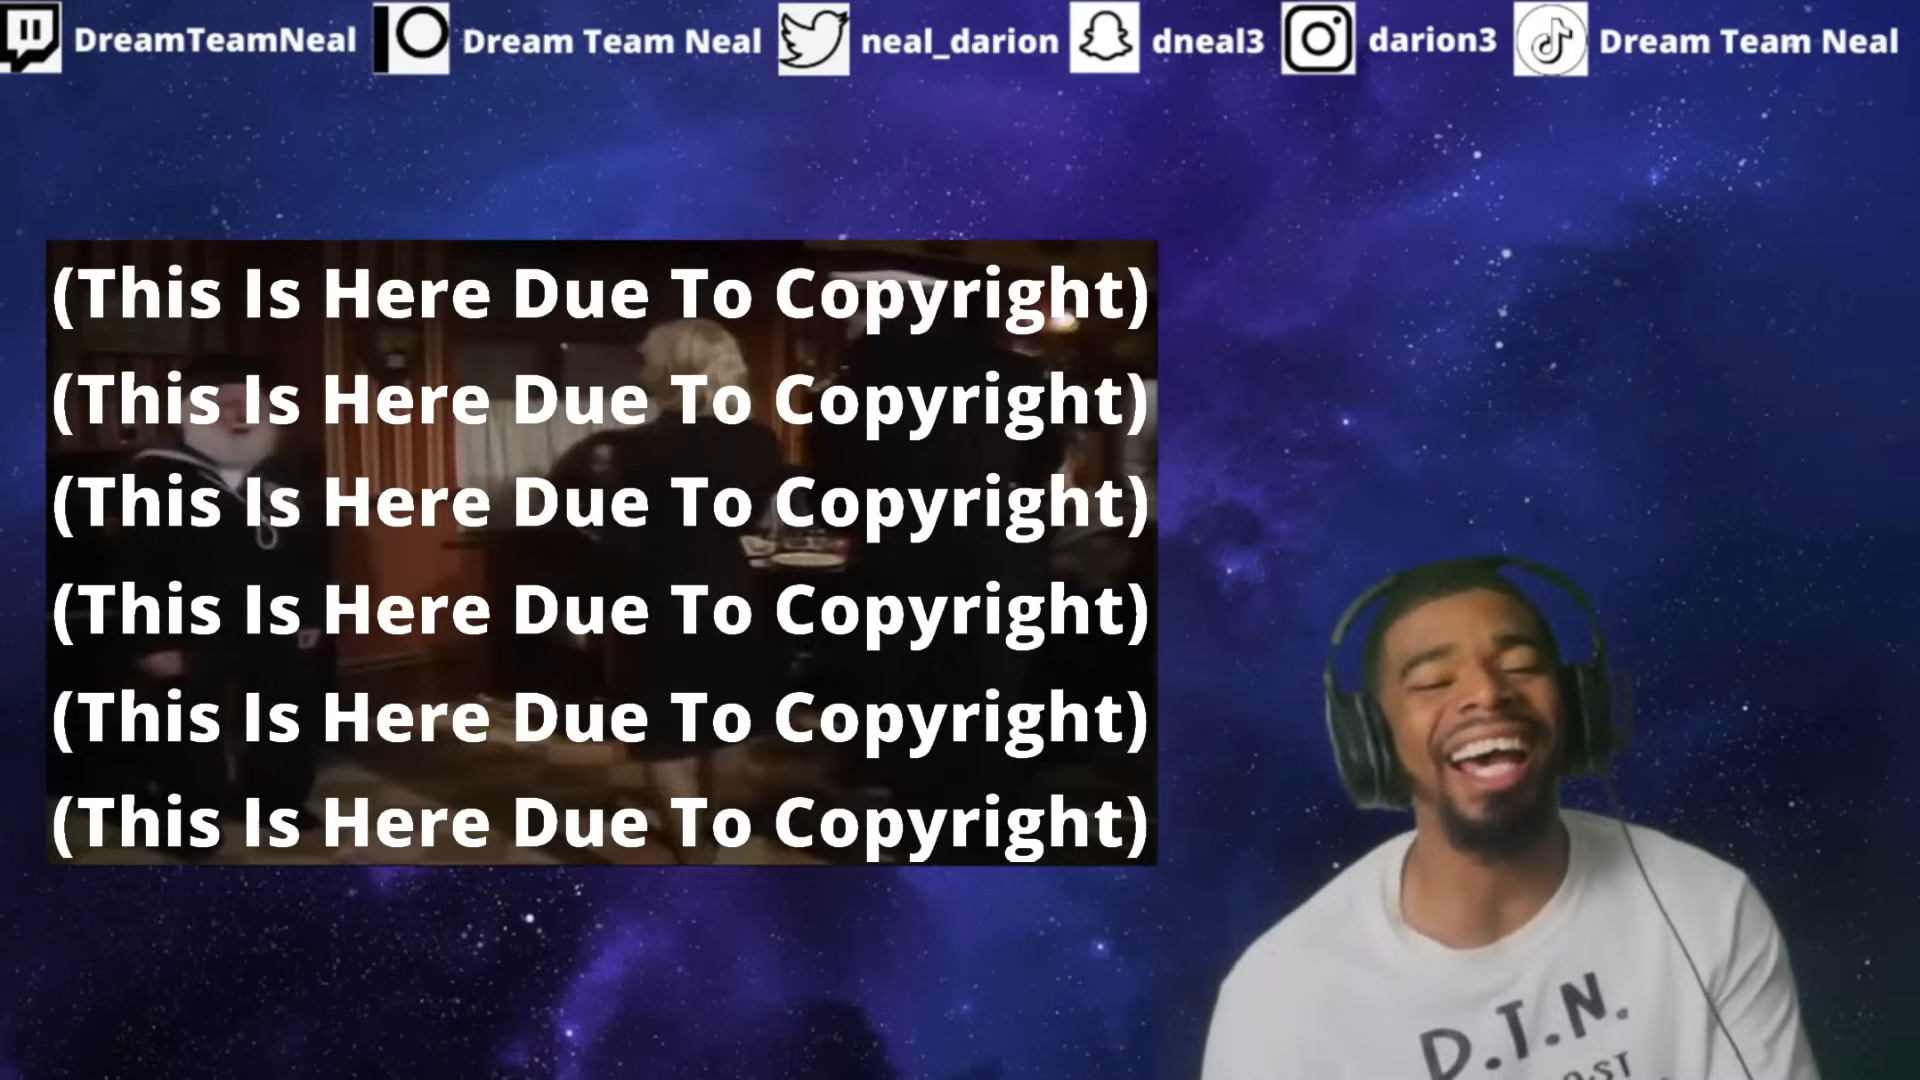 DreamTeamNeal Dream Team Neal neal_darion dneal3 darion3 Dream Team Neal
(This Is Here Due To Copyright)
(This Is Here Due To Copyright)
(This Is Here Due To Copyright)
(This Is Here Due To Copyright)
(This Is Here Due To Copyright)
(This Is Here Due To Copyright)
D.T.N.